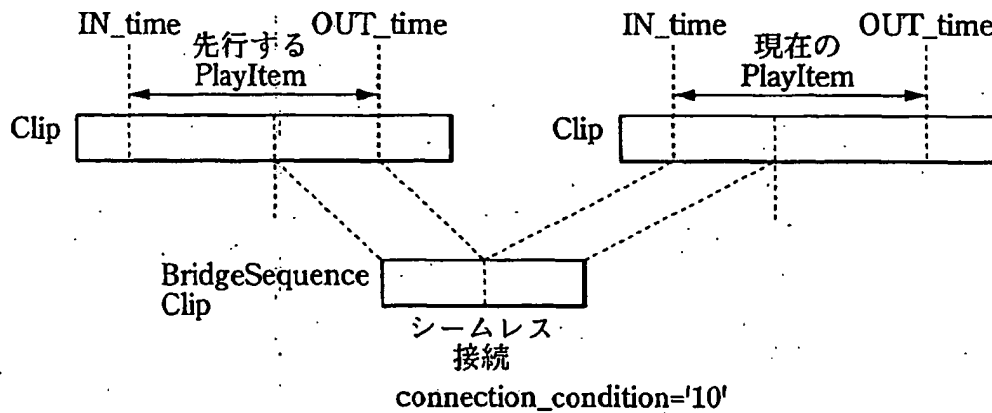 IN_time
OUT_time
先行する
PlayItem
Clip
IN_time
OUT_time
現在の
PlayItem
Clip
BridgeSequence
Clip
シームレス
接続
connection_condition='10'